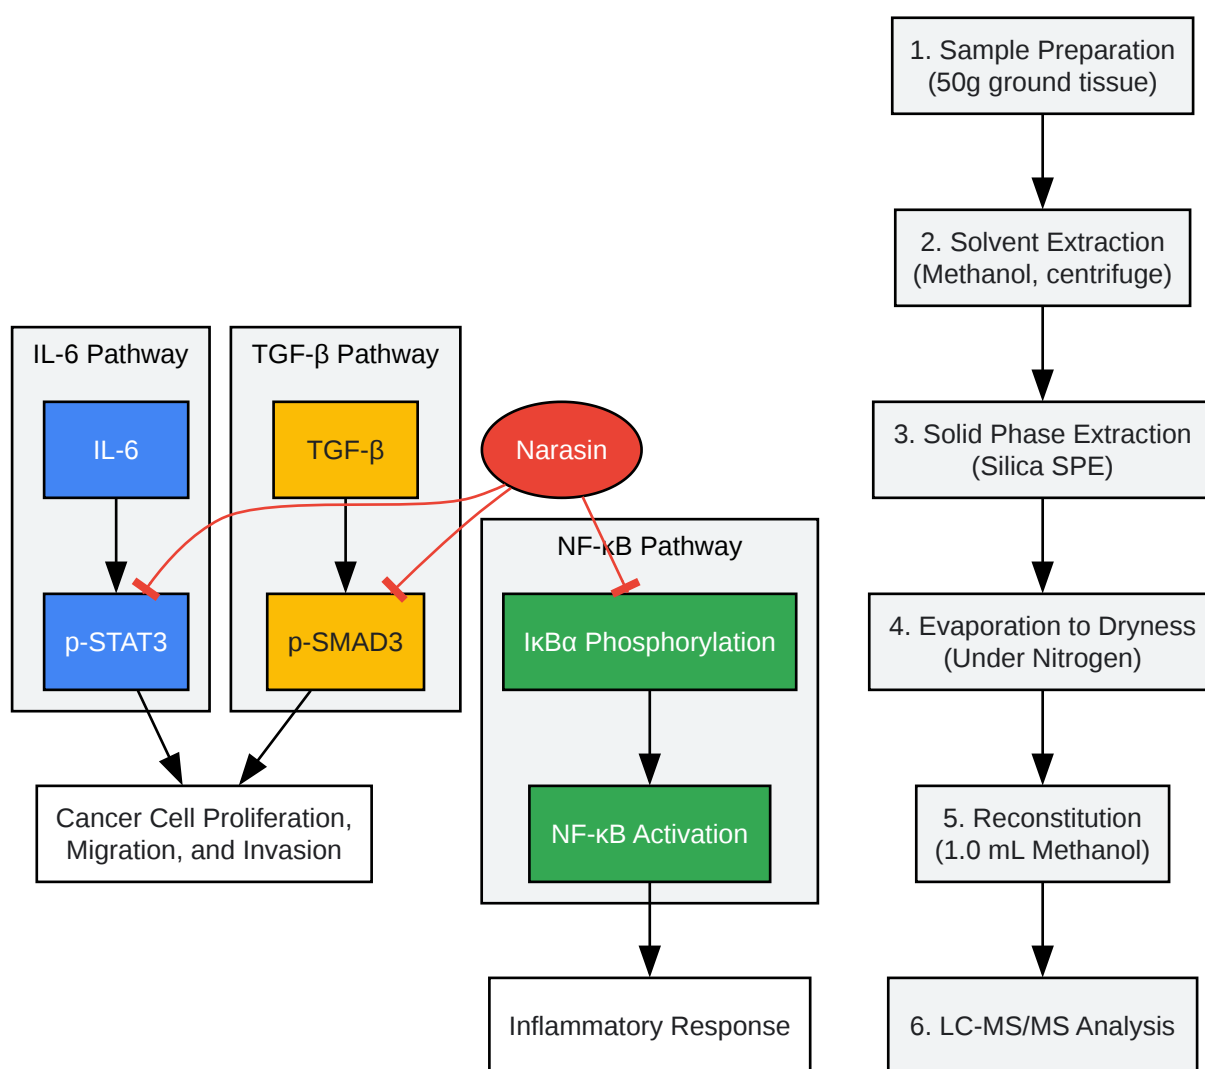 IL-6 Pathway
IL-6
p-STAT3
TGF-β Pathway
TGF-β
p-SMAD3
Cancer Cell Proliferation,
Migration, and Invasion
Narasin
NF-κB Pathway
IκBα Phosphorylation
NF-κB Activation
Inflammatory Response
1. Sample Preparation
(50g ground tissue)
2. Solvent Extraction
(Methanol, centrifuge)
3. Solid Phase Extraction
(Silica SPE)
4. Evaporation to Dryness
(Under Nitrogen)
5. Reconstitution
(1.0 mL Methanol)
6. LC-MS/MS Analysis